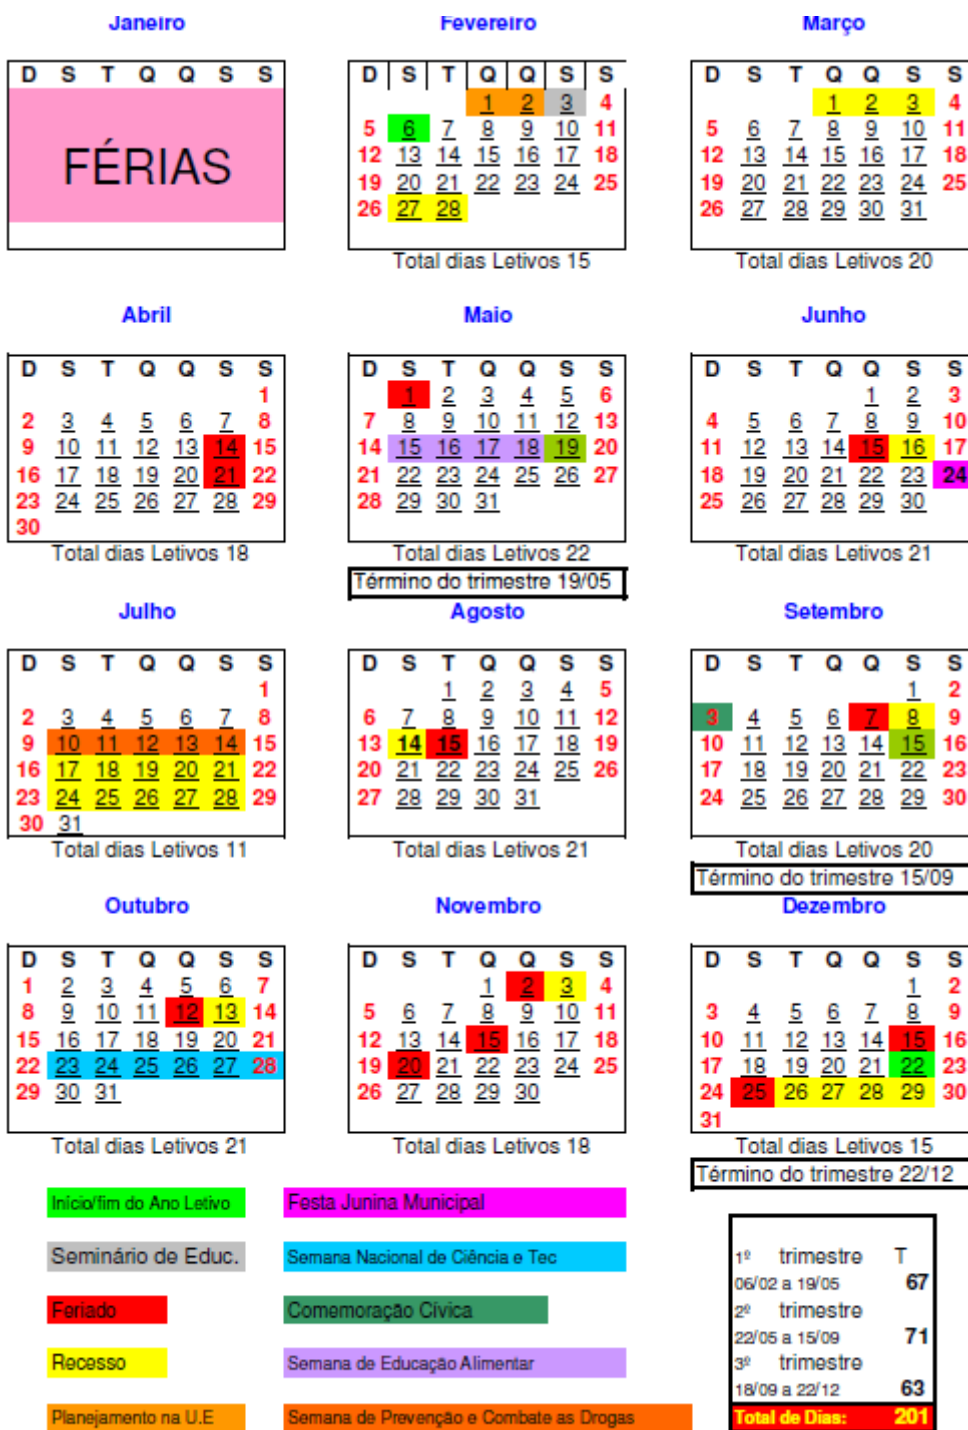 Janeiro Fevereiro Março
D S T Q Q S S D S T Q Q S S D S T Q Q S S
1 2 3 4 1 2 3 4
FÉRIAS 5 6 7 8 9 10 11 5 6 7 8 9 10 11
12 13 14 15 16 17 18 12 13 14 15 16 17 18
19 20 21 22 23 24 25 19 20 21 22 23 24 25
26 27 28 26 27 28 29 30 31
Total dias Letivos 15 Total dias Letivos 20
Abril Maio Junho
D S T Q Q S S D S T Q Q S S D S T Q Q S S
1 1 2 3 4 5 6 1 2 3
2 3 4 5 6 7 8 7 8 9 10 11 12 13 4 5 6 7 8 9 10
9 10 11 12 13 14 15 14 15 16 17 18 19 20 11 12 13 14 15 16 17
16 17 18 19 20 21 22 21 22 23 24 25 26 27 18 19 20 21 22 23 24
23 24 25 26 27 28 29 28 29 30 31 25 26 27 28 29 30
30
Total dias Letivos 18 Total dias Letivos 22 Total dias Letivos 21
Término do trimestre 19/05
Julho Agosto Setembro
D S T Q Q S S D S T Q Q S S D S T Q Q S S
1 1 2 3 4 5 1 2
2 3 4 5 6 7 8 6 7 8 9 10 11 12 3 4 5 6 7 8 9
9 10 11 12 13 14 15 13 14 15 16 17 18 19 10 11 12 13 14 15 16
16 17 18 19 20 21 22 20 21 22 23 24 25 26 17 18 19 20 21 22 23
23 24 25 26 27 28 29 27 28 29 30 31 24 25 26 27 28 29 30
30 31
Total dias Letivos 11 Total dias Letivos 21 Total dias Letivos 20
Término do trimestre 15/09
Outubro Novembro Dezembro
D S T Q Q S S D S T Q Q S S D S T Q Q S S
1 2 3 4 5 6 7 1 2 3 4 1 2
8 9 10 11 12 13 14 5 6 7 8 9 10 11 3 4 5 6 7 8 9
15 16 17 18 19 20 21 12 13 14 15 16 17 18 10 11 12 13 14 15 16
22 23 24 25 26 27 28 19 20 21 22 23 24 25 17 18 19 20 21 22 23
29 30 31 26 27 28 29 30 24 25 26 27 28 29 30
31
Total dias Letivos 21 Total dias Letivos 18 Total dias Letivos 15
Término do trimestre 22/12
Início/fim do Ano Letivo Festa Junina Municipal
Seminário de Educ. Semana Nacional de Ciência e Tec
Feriado Comemoração Cívica
Recesso Semana de Educação Alimentar
Planejamento na U.E Semana de Prevenção e Combate as Drogas
1º trimestre T
06/02 a 19/05 67
2º trimestre
22/05 a 15/09 71
3º trimestre
18/09 a 22/12 63
Total de Dias: 201